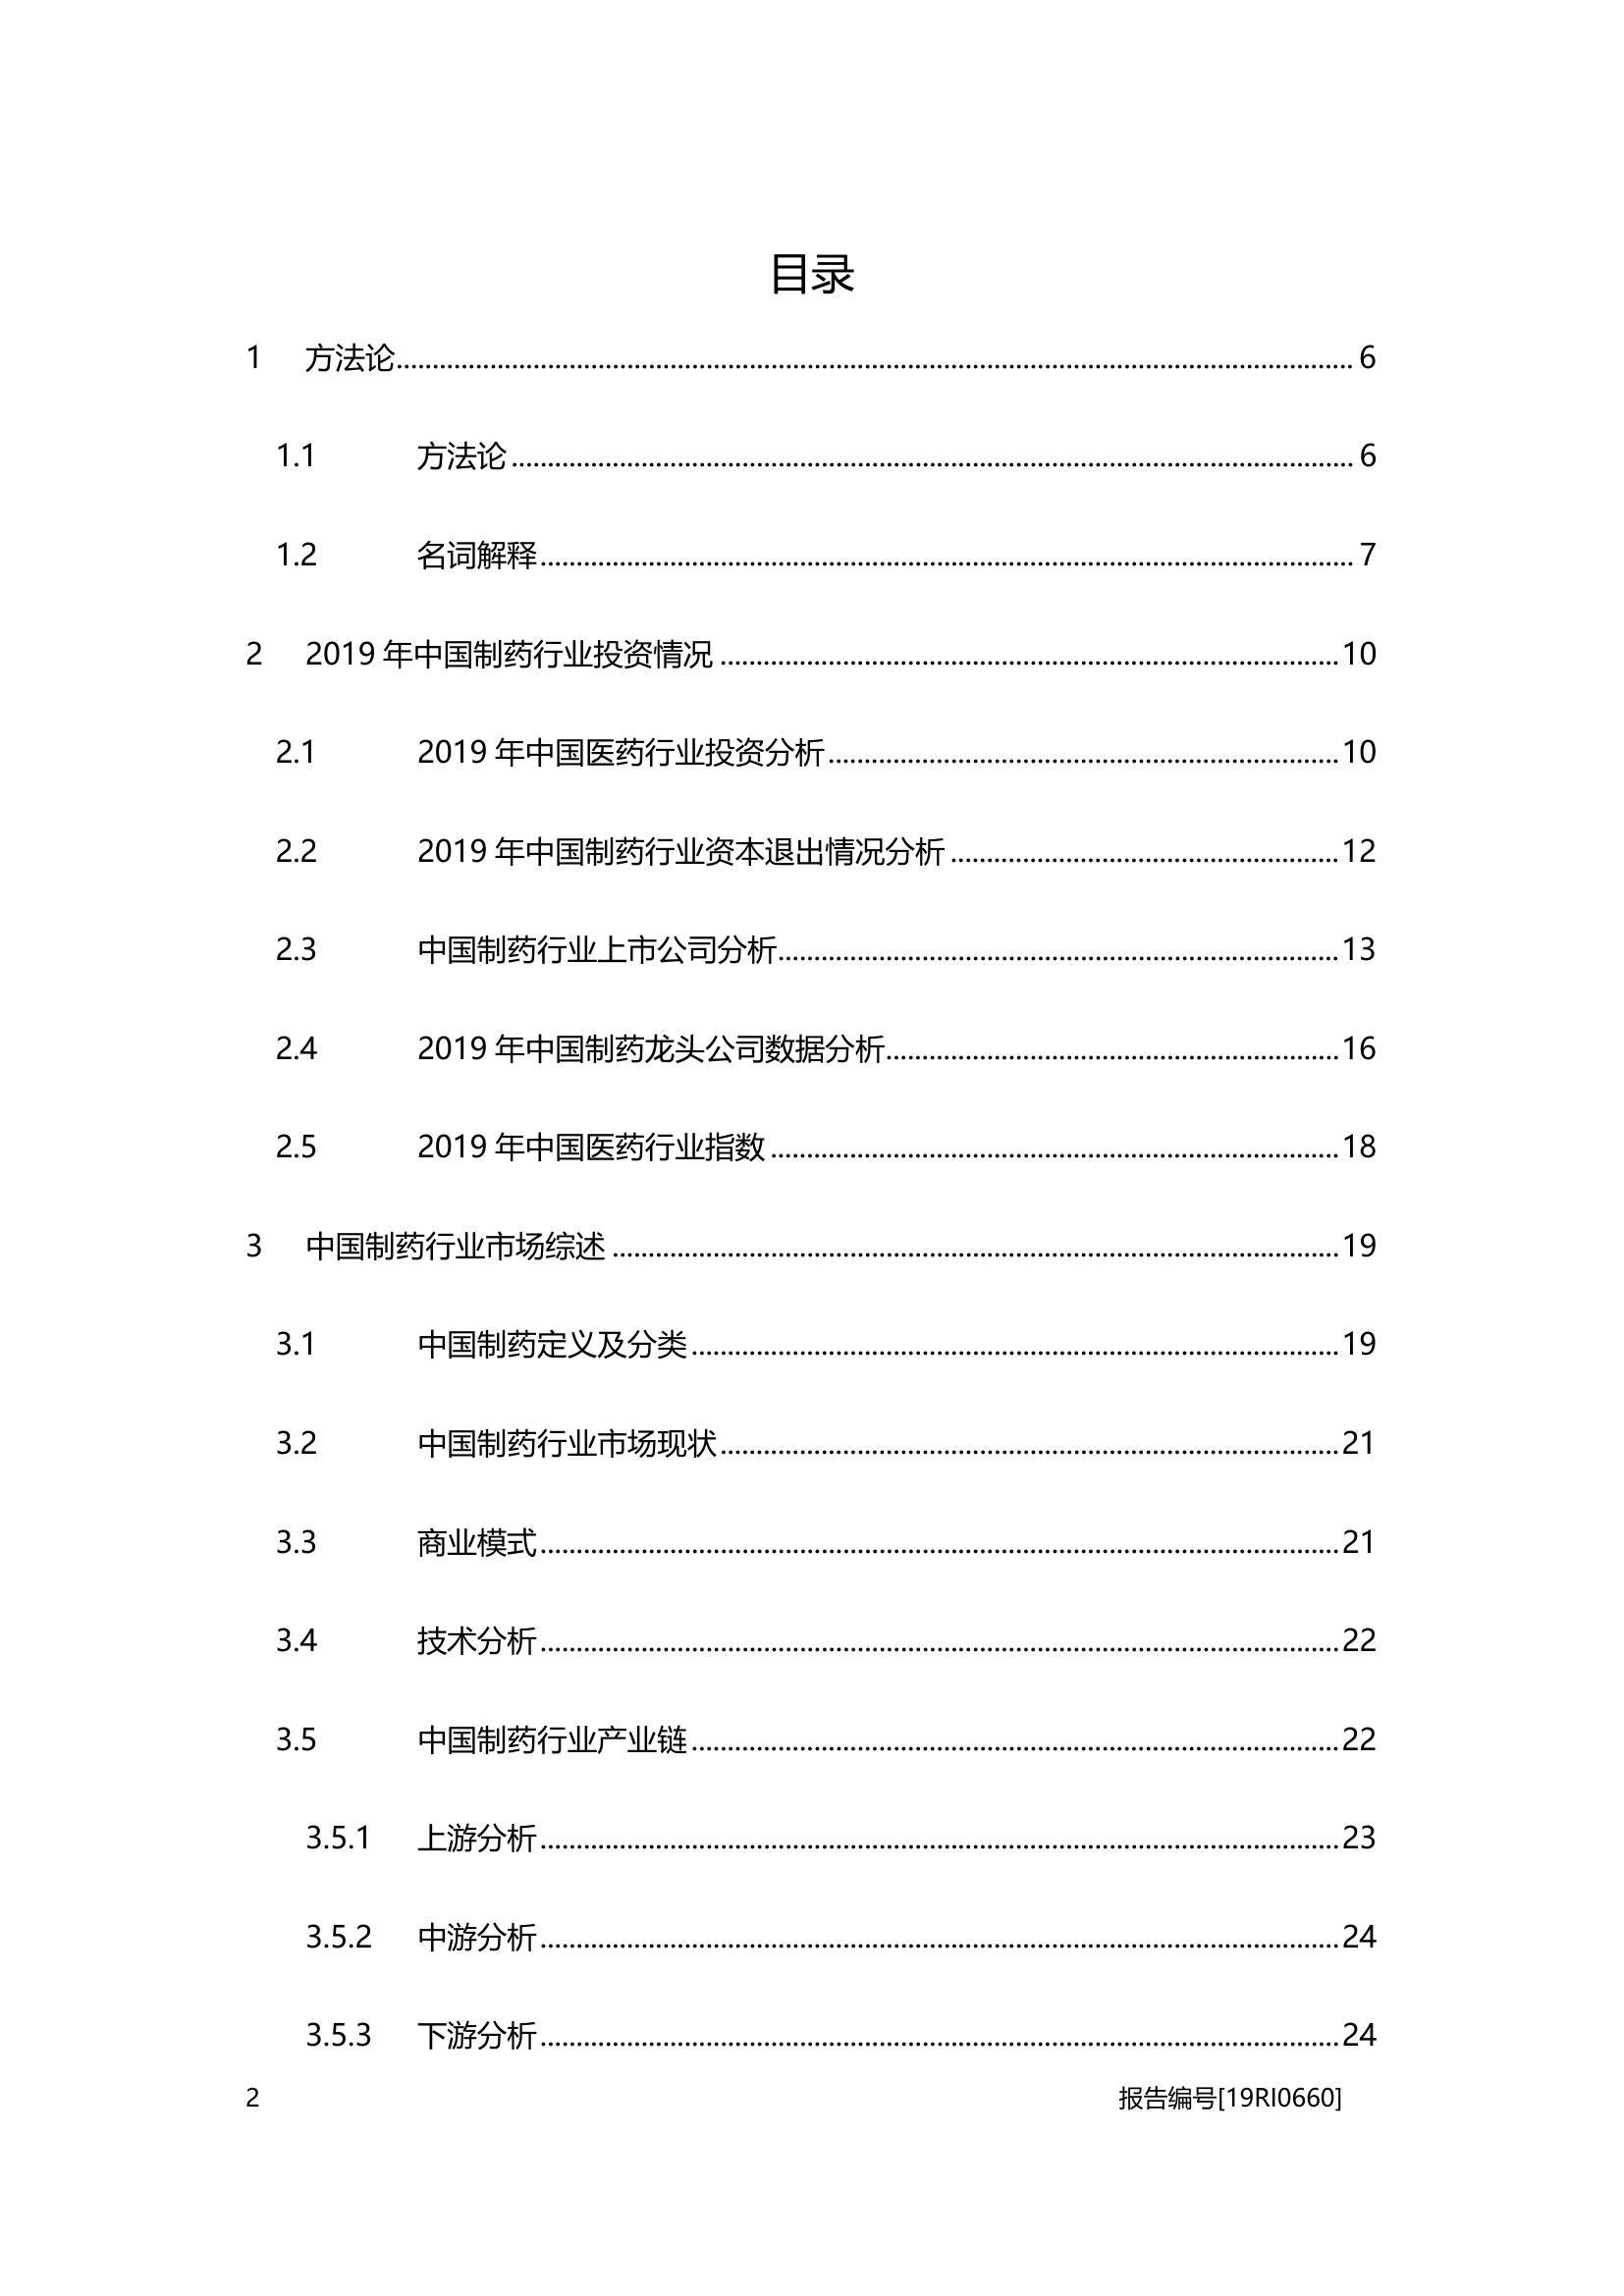 目录
1 方法论........ 6
1.1 方法论........ 6
1.2 名词解释........ 7
2 2019 年中国制药行业投资情况........ 10
2.1 2019 年中国医药行业投资分析........ 10
2.2 2019 年中国制药行业资本退出情况分析........ 12
2.3 中国制药行业上市公司分析........ 13
2.4 2019 年中国制药龙头公司数据分析........ 16
2.5 2019 年中国医药行业指数........ 18
3 中国制药行业市场综述........ 19
3.1 中国制药定义及分类........ 19
3.2 中国制药行业市场现状........ 21
3.3 商业模式........ 21
3.4 技术分析........ 22
3.5 中国制药行业产业链........ 22
3.5.1 上游分析........ 23
3.5.2 中游分析........ 24
3.5.3 下游分析........ 24
2 报告编号[19RI0660]